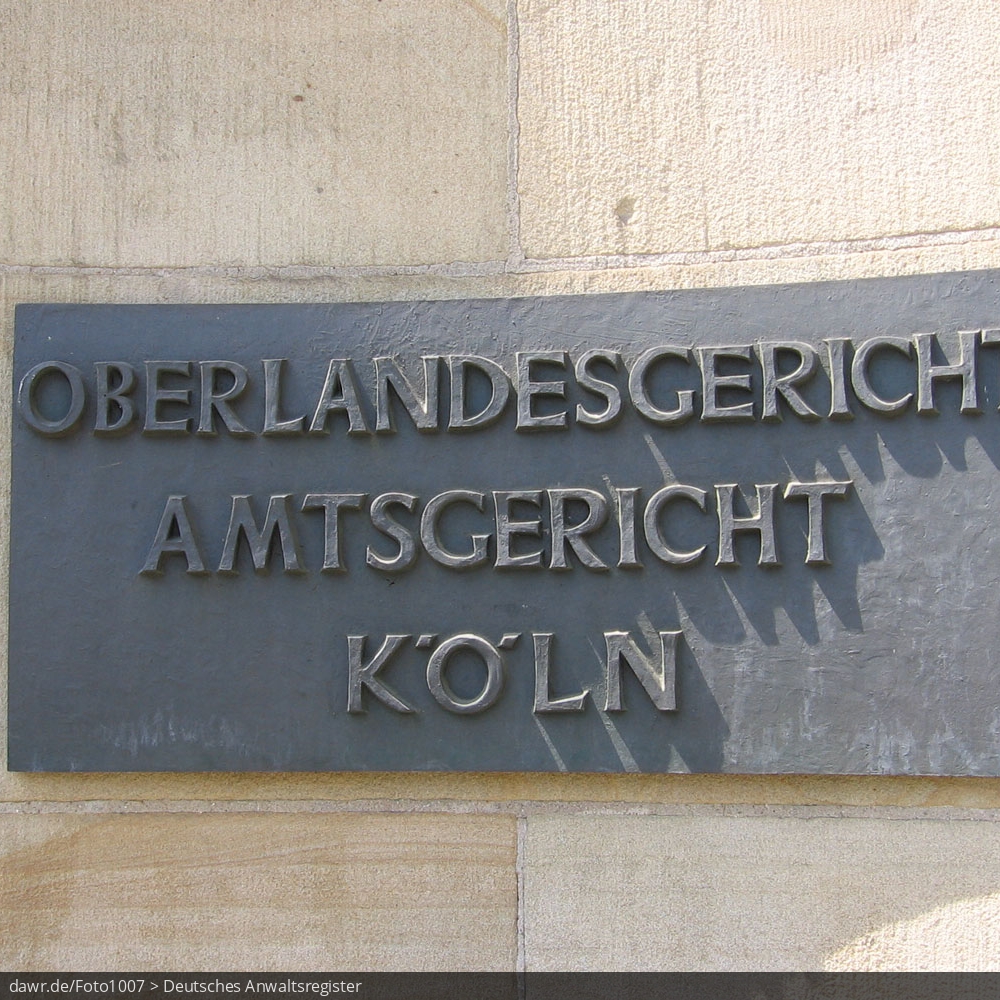 OBERLANDESGERICHT
AMTSGERICHT
KÖLN
dawr.de/Foto1007 > Deutsches Anwaltsregister